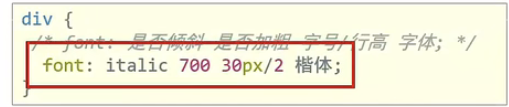 div {
/* font: 是否倾斜 是否加粗 字号/行高 字体; */
font: italic 700 30px/2 楷体;
}